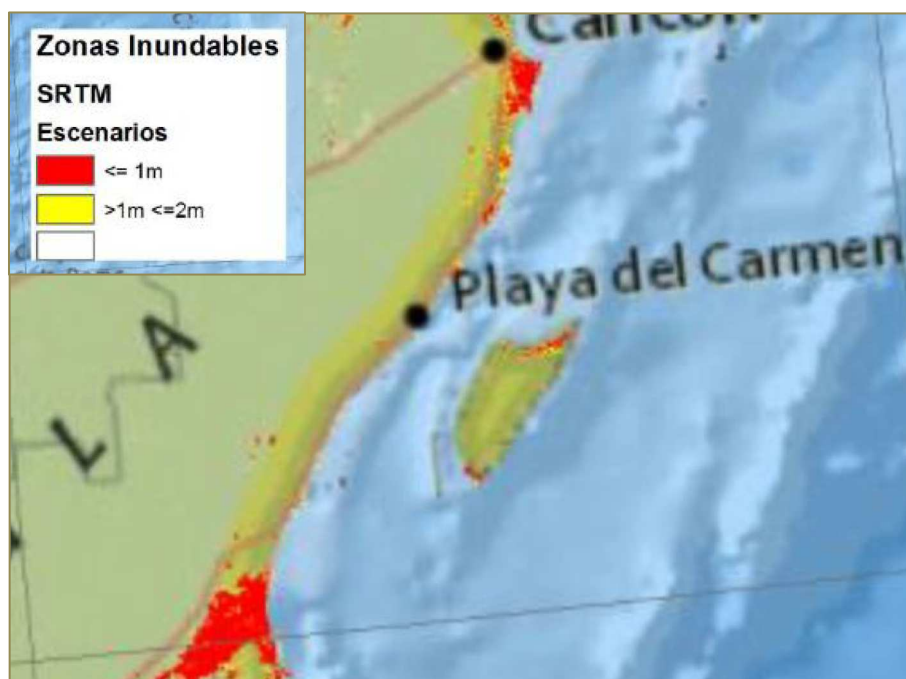 Zonas Inundables
SRTM
Escenarios
<= 1m
>1m <=2m
Playa del Carmen
L A